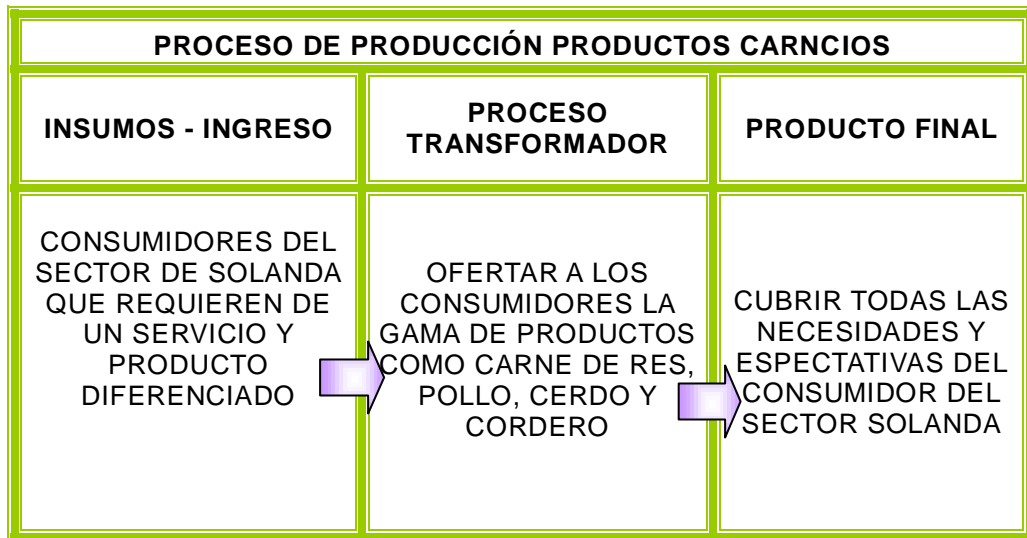 PROCESO DE PRODUCCIÓN PRODUCTOS CARNCIOS
INSUMOS - INGRESO
PROCESO
TRANSFORMADOR
PRODUCTO FINAL
CONSUMIDORES DEL
SECTOR DE SOLANDA
QUE REQUIEREN DE
UN SERVICIO Y
PRODUCTO
DIFERENCIADO
OFERTAR A LOS
CONSUMIDORES LA
GAMA DE PRODUCTOS
COMO CARNE DE RES,
POLLO, CERDO Y
CORDERO
CUBRIR TODAS LAS
NECESIDADES Y
ESPECTATIVAS DEL
CONSUMIDOR DEL
SECTOR SOLANDA